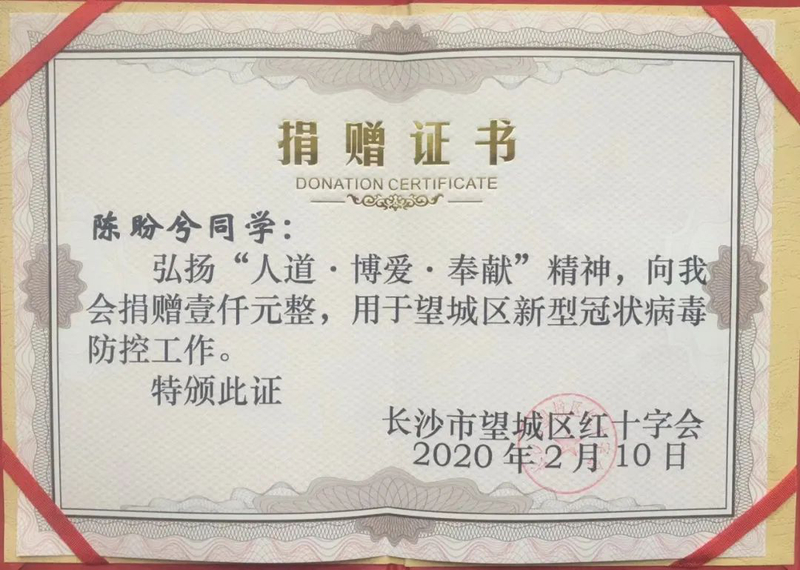 捐赠证书
DONATION CERTIFICATE
陈盼兮同学：
弘扬“人道·博爱·奉献”精神，向我
会捐赠壹仟元整，用于望城区新型冠状病毒
防控工作。
特颁此证
长沙市望城区红十字会
2020年2月10日